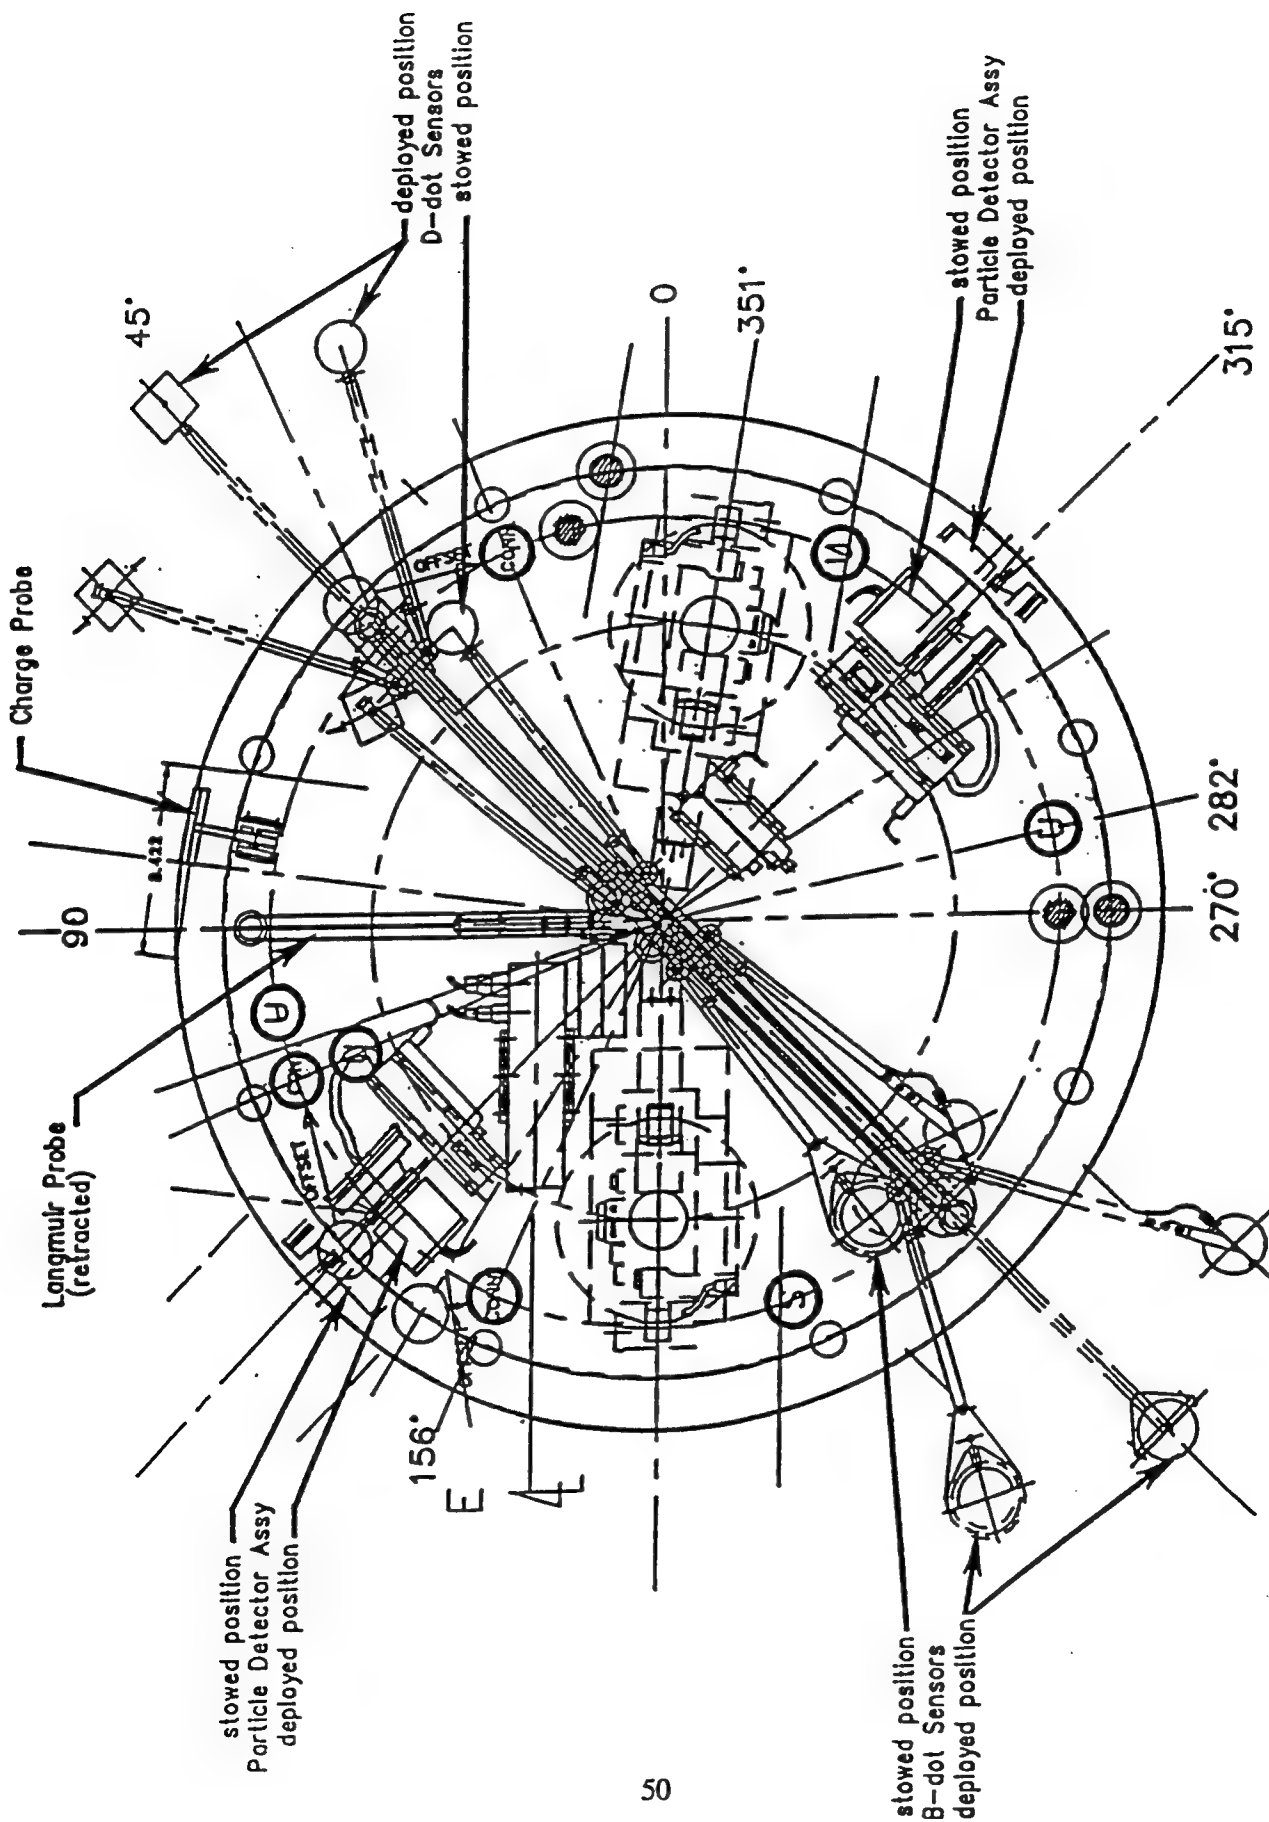 Charge Probe
Langmuir Probe
(retracted)
deployed position
D-dot Sensors
stowed position
45°
90
0
351°
stowed position
Particle Detector Assy
deployed position
315°
282°
270°
OFFSET
CONN
A
OFFSET
156°
E
S
stowed position
Particle Detector Assy
deployed position
stowed position
B-dot Sensors
deployed position
50